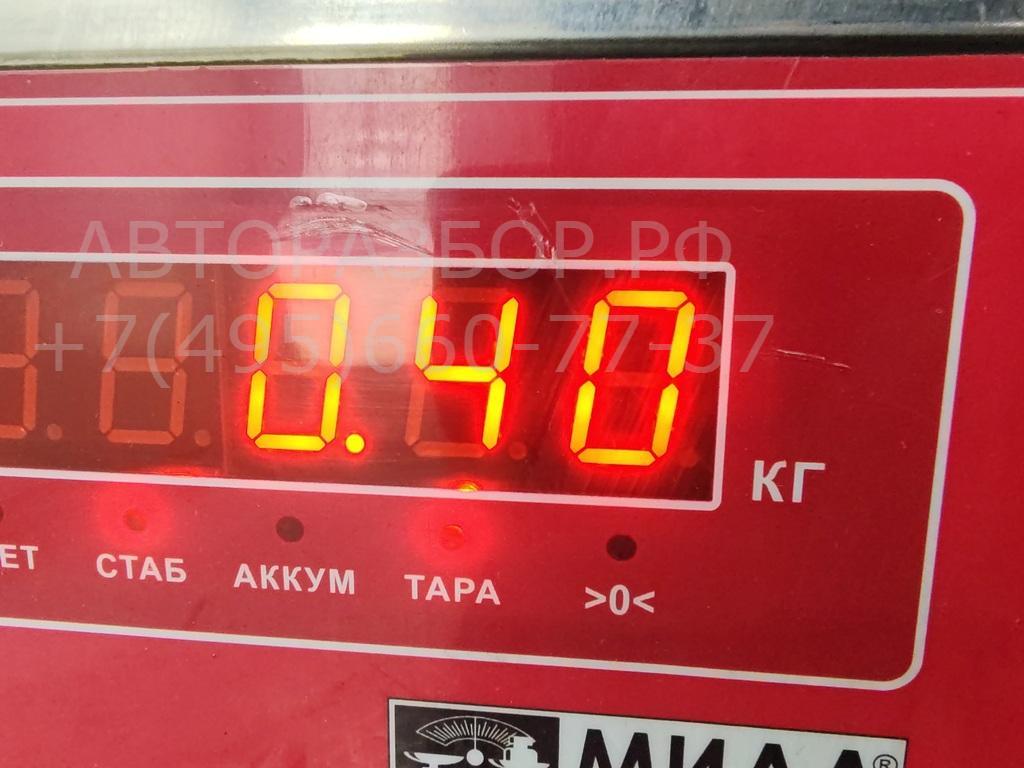 АВТОРАЗБОР.РФ
+7(495)660-77-37
0.40
КГ
ЕТ СТАБ АККУМ ТАРА >0<
®